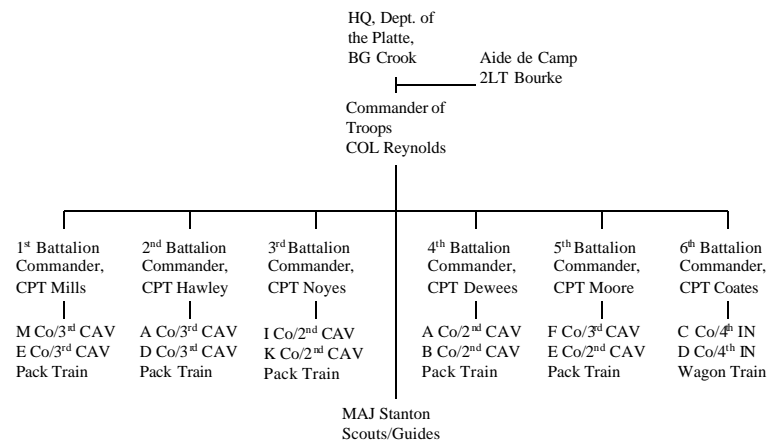 HQ, Dept. of
the Platte,
BG Crook
Aide de Camp
2LT Bourke
Commander of
Troops
COL Reynolds
1st Battalion
Commander,
CPT Mills
2nd Battalion
Commander,
CPT Hawley
3rd Battalion
Commander,
CPT Noyes
4th Battalion
Commander,
CPT Dewees
5th Battalion
Commander,
CPT Moore
6th Battalion
Commander,
CPT Coates
M Co/3rd CAV
E Co/3rd CAV
Pack Train
A Co/3rd CAV
D Co/3rd CAV
Pack Train
I Co/2nd CAV
K Co/2nd CAV
Pack Train
A Co/2nd CAV
B Co/2nd CAV
Pack Train
F Co/3rd CAV
E Co/2nd CAV
Pack Train
C Co/4th IN
D Co/4th IN
Wagon Train
MAJ Stanton
Scouts/Guides